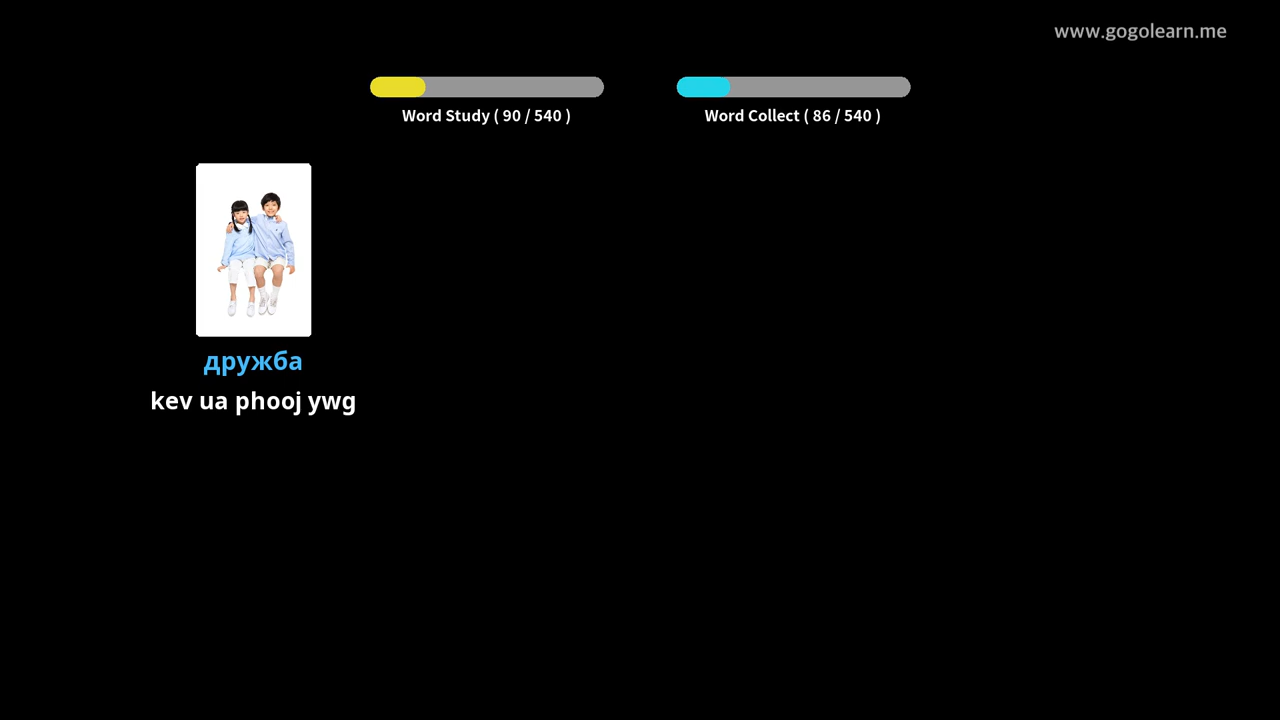 www.gogolearn.me
Word Study ( 90 / 540 )
Word Collect ( 86 / 540 )
дружба
kev ua phooj ywg